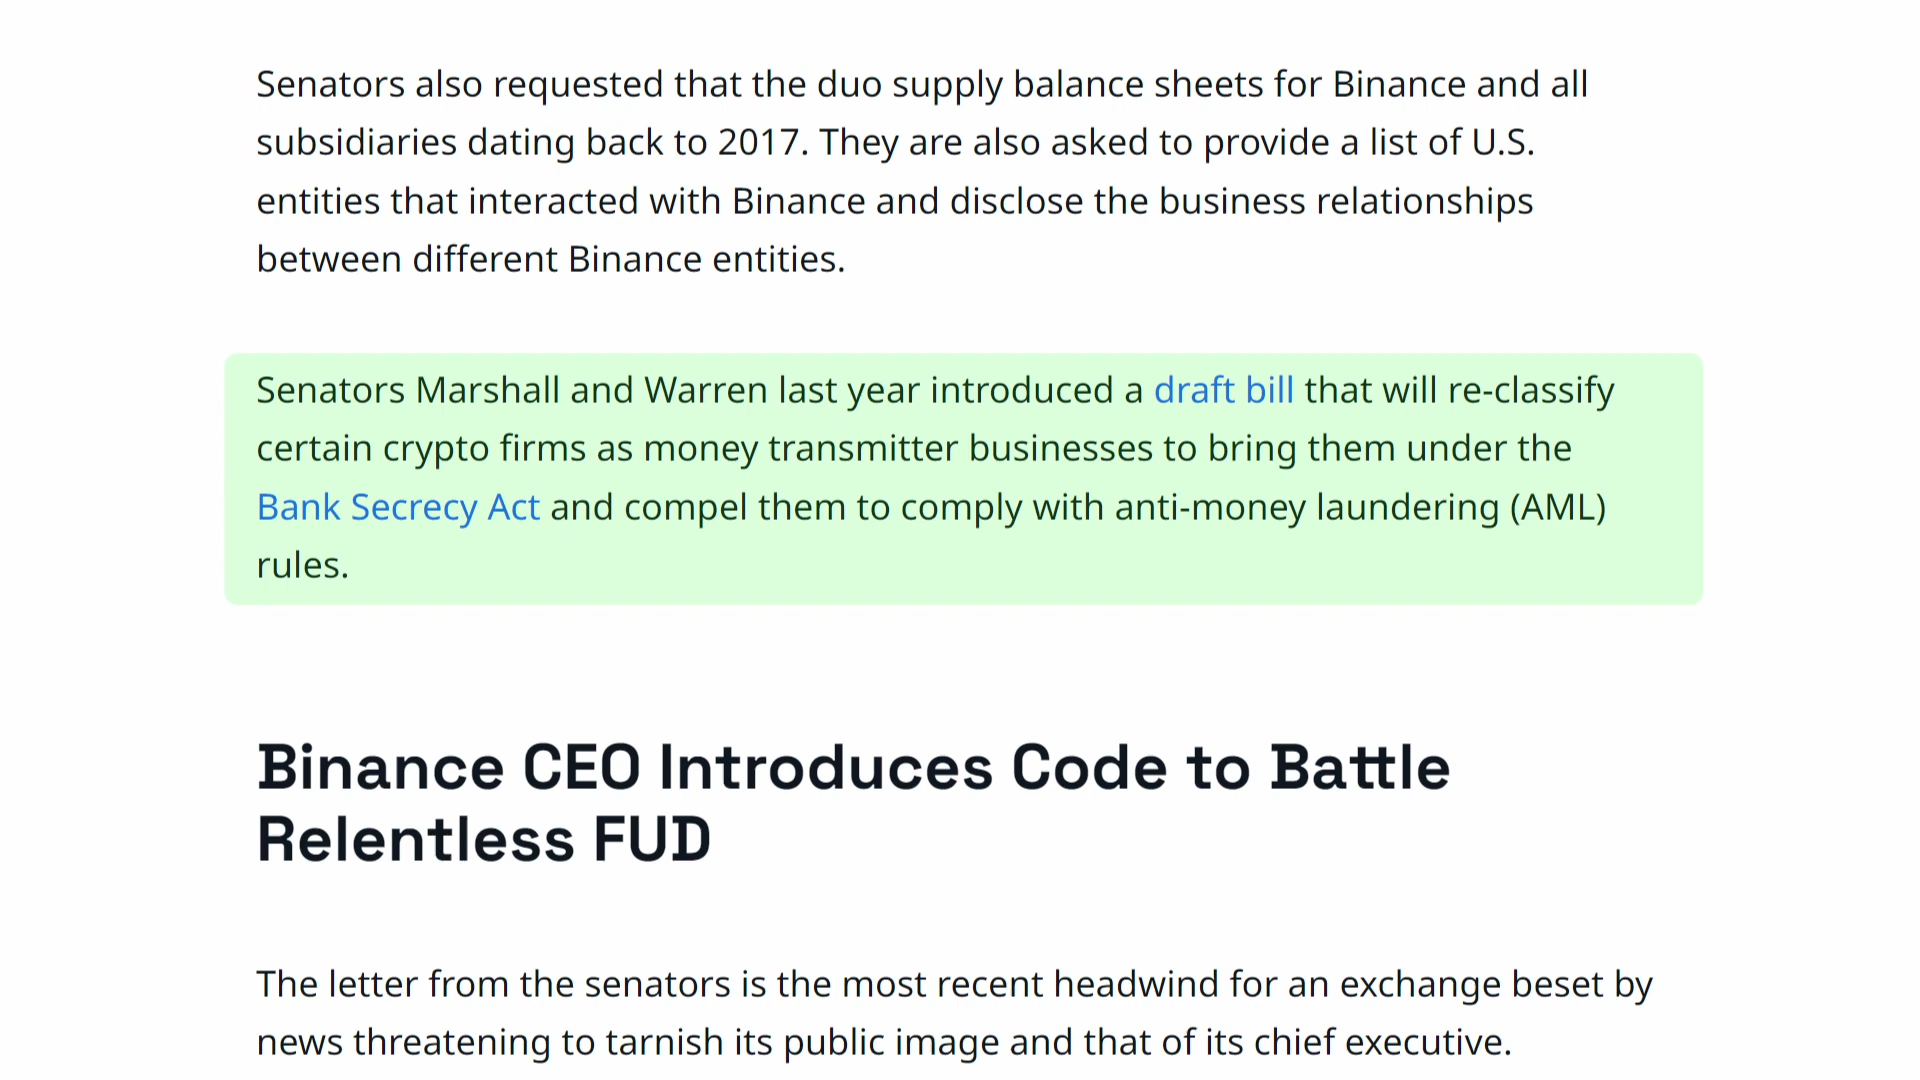 Senators also requested that the duo supply balance sheets for Binance and all
subsidiaries dating back to 2017. They are also asked to provide a list of U.S.
entities that interacted with Binance and disclose the business relationships
between different Binance entities.
Senators Marshall and Warren last year introduced a draft bill that will re-classify
certain crypto firms as money transmitter businesses to bring them under the
Bank Secrecy Act and compel them to comply with anti-money laundering (AML)
rules.
Binance CEO Introduces Code to Battle
Relentless FUD
The letter from the senators is the most recent headwind for an exchange beset by
news threatening to tarnish its public image and that of its chief executive.